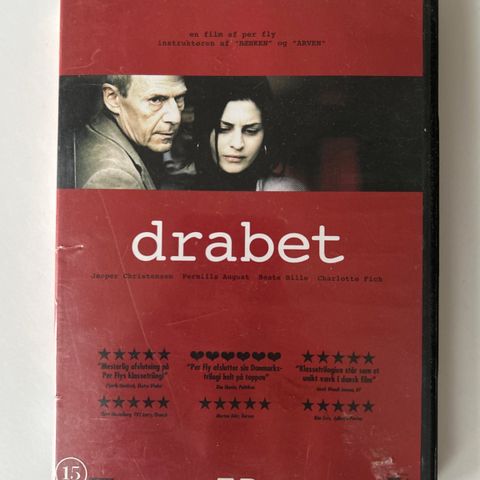 en film af per fly
instruktøren af "BÆNKEN" og "ARVEN"
drabet
Jesper Christensen Pernilla August Beate Bille Charlotte Fich
"Mesterlig afslutning på
Per Flys klassetrilogi"
"Per Fly afslutter sin Danmarks-
trilogi helt på toppen"
"Klassetrilogien står som et
unikt værk i dansk film"
15